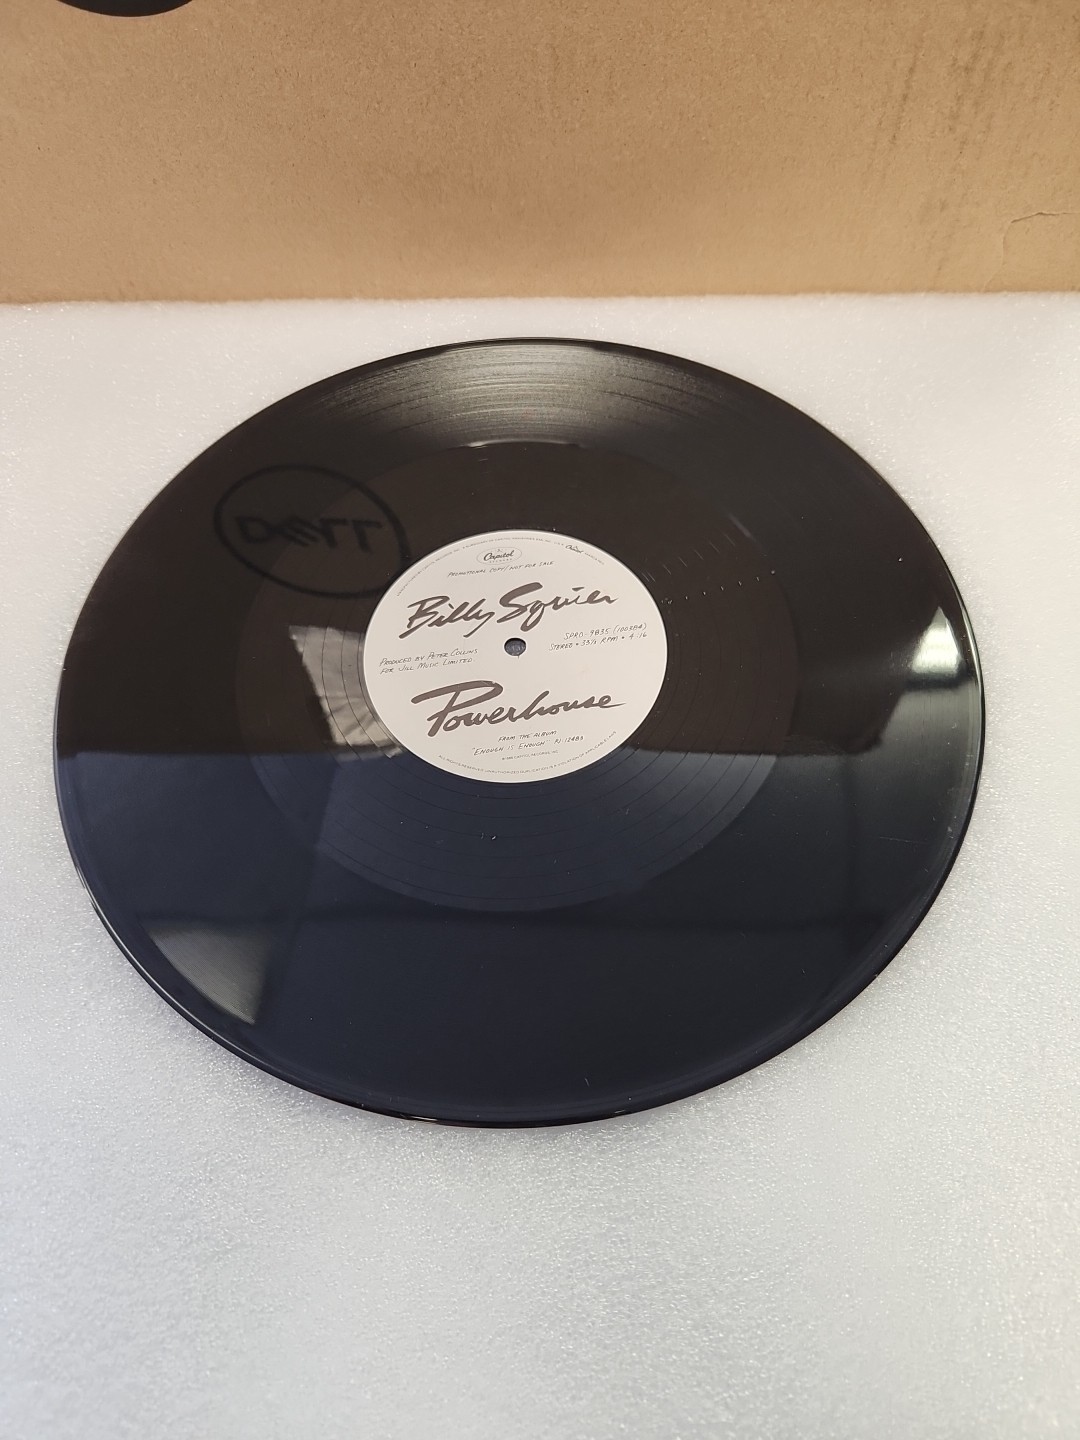 Capitol
PROMOTIONAL COPY/NOT FOR SALE
Billy Squier
SPRO-9835 (100XBA)
STEREO • 33⅓ RPM • 4:16
PRODUCED BY PETER COLLINS
FOR JILL MUSIC LIMITED
Powerhouse
FROM THE ALBUM
"ENOUGH IS ENOUGH" PJ-12483
DELL